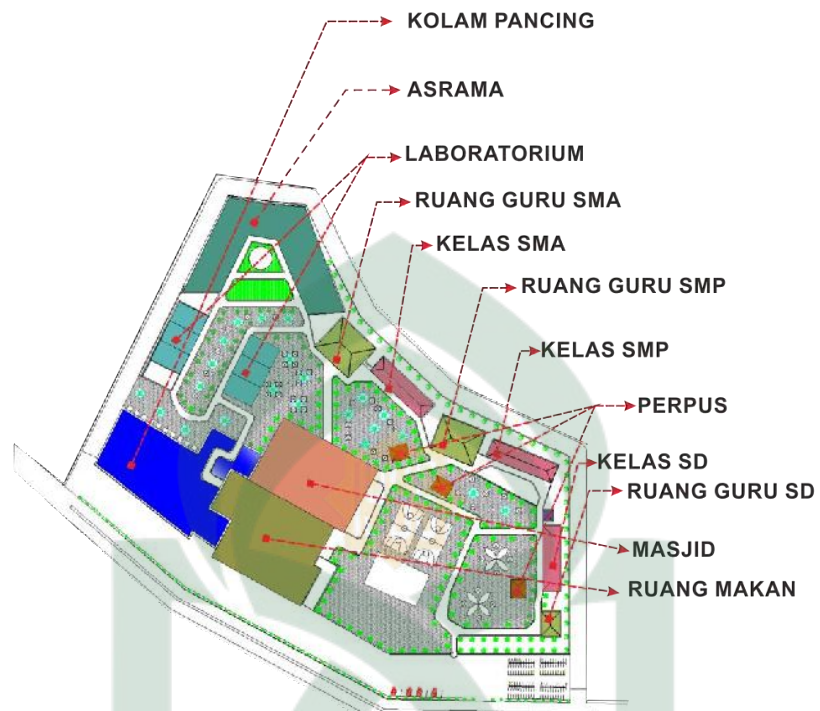 KOLAM PANCING
ASRAMA
LABORATORIUM
RUANG GURU SMA
KELAS SMA
RUANG GURU SMP
KELAS SMP
PERPUS
KELAS SD
RUANG GURU SD
MASJID
RUANG MAKAN